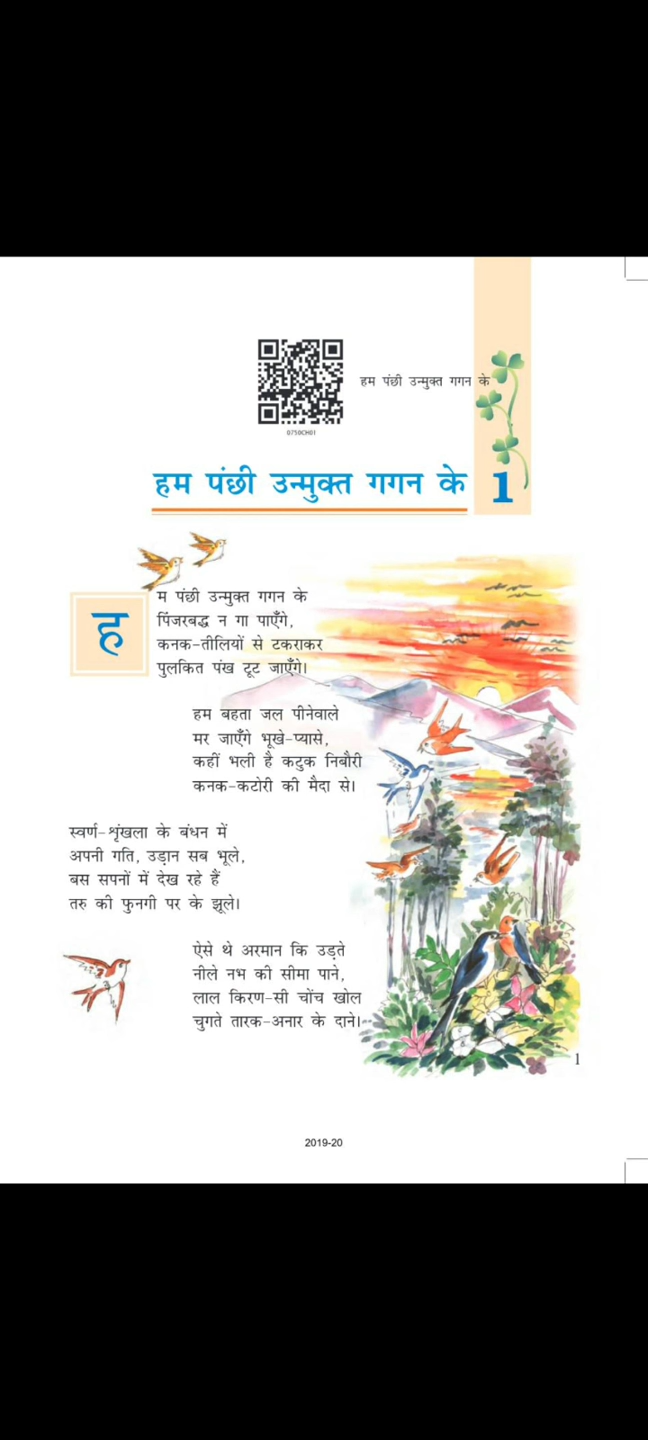 हम पंछी उन्मुक्त गगन के
0750CH01
हम पंछी उन्मुक्त गगन के 1
हम पंछी उन्मुक्त गगन के
पिंजरबद्ध न गा पाएँगे,
कनक-तीलियों से टकराकर
पुलकित पंख टूट जाएँगे।
हम बहता जल पीनेवाले
मर जाएँगे भूखे-प्यासे,
कहीं भली है कटुक निबौरी
कनक-कटोरी की मैदा से।
स्वर्ण-शृंखला के बंधन में
अपनी गति, उड़ान सब भूले,
बस सपनों में देख रहे हैं
तरु की फुनगी पर के झूले।
ऐसे थे अरमान कि उड़ते
नीले नभ की सीमा पाने,
लाल किरण-सी चोंच खोल
चुगते तारक-अनार के दाने।
1
2019-20